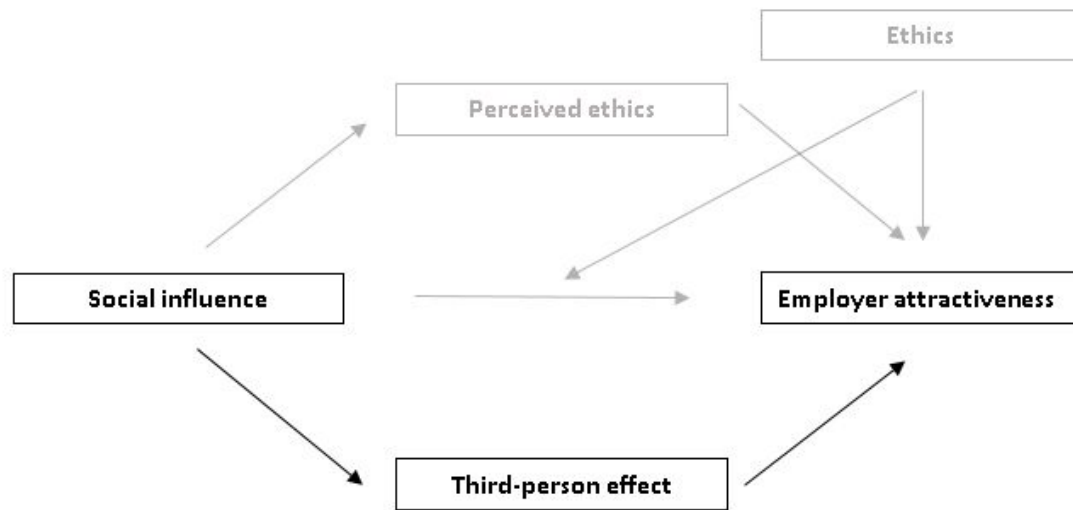 Ethics
Perceived ethics
Social influence
Employer attractiveness
Third-person effect